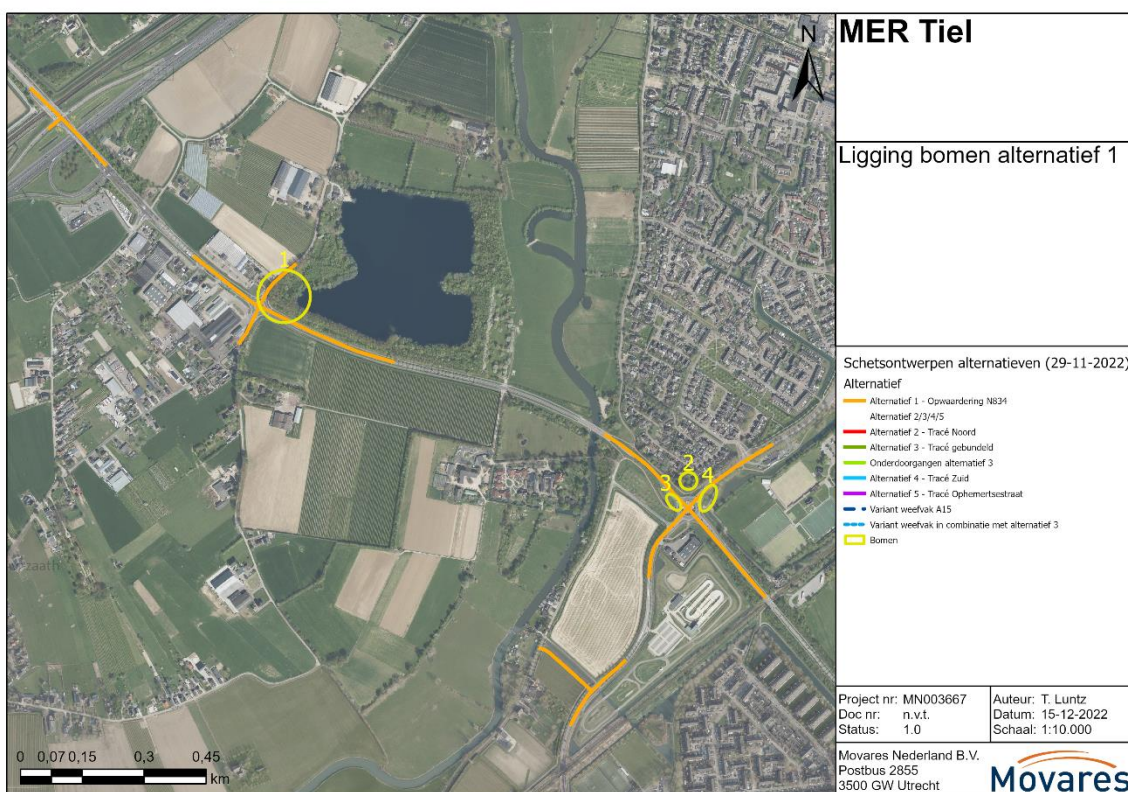 MER Tiel
N
Ligging bomen alternatief 1
1
2
3
4
Schetsontwerpen alternatieven (29-11-2022)
Alternatief
Alternatief 1 - Opwaardering N834
Alternatief 2/3/4/5
Alternatief 2 - Tracé Noord
Alternatief 3 - Tracé gebundeld
Onderdoorgangen alternatief 3
Alternatief 4 - Tracé Zuid
Alternatief 5 - Tracé Ophemertsestraat
Variant weefvak A15
Variant weefvak in combinatie met alternatief 3
Bomen
0 0,07 0,15 0,3 0,45
km
Project nr: MN003667
Doc nr: n.v.t.
Status: 1.0
Auteur: T. Luntz
Datum: 15-12-2022
Schaal: 1:10.000
Movares Nederland B.V.
Postbus 2855
3500 GW Utrecht
Movares